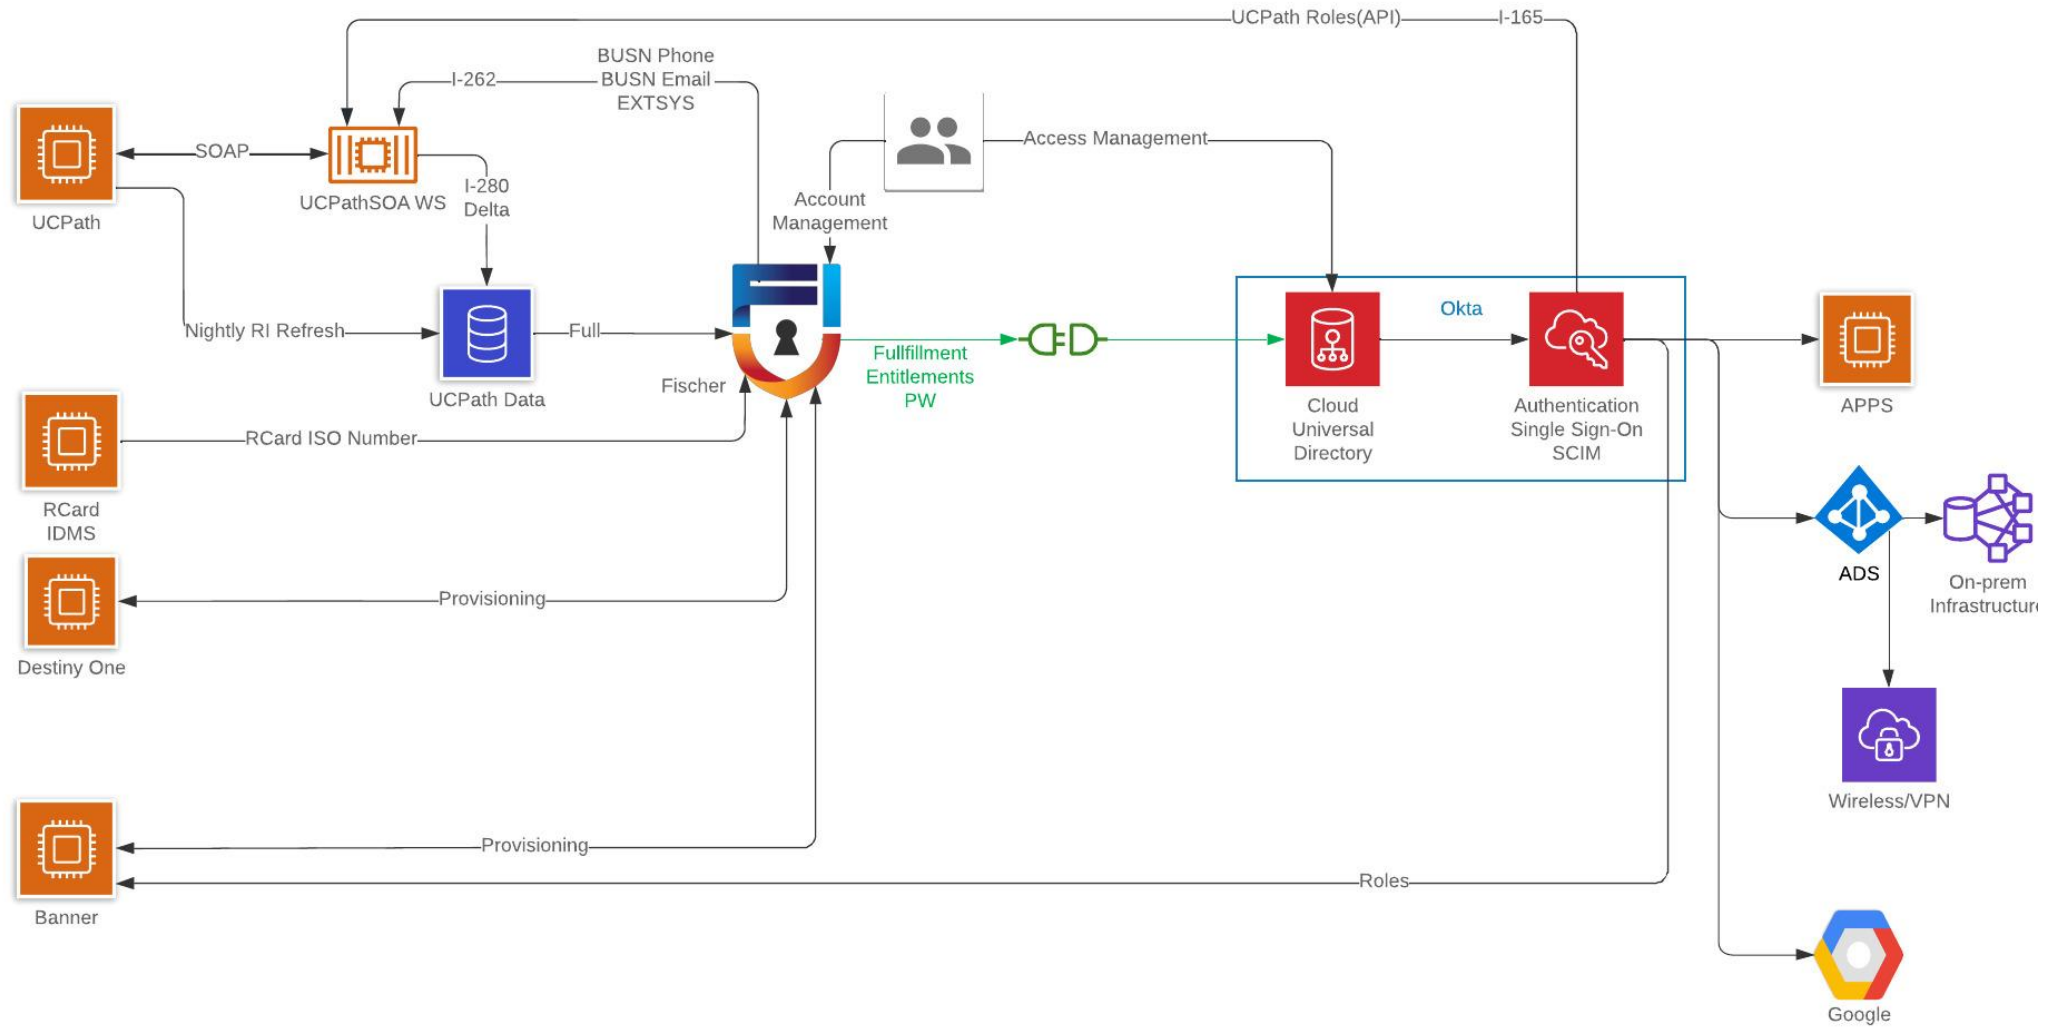 UCPath Roles(API)
I-165
BUSN Phone
BUSN Email
EXTSYS
I-262
Access Management
SOAP
UCPath
UCPathSOA WS
I-280
Delta
Account
Management
Nightly RI Refresh
UCPath Data
Full
Fischer
Fullfillment
Entitlements
PW
Okta
Cloud
Universal
Directory
Authentication
Single Sign-On
SCIM
APPS
RCard ISO Number
RCard
IDMS
ADS
On-prem
Infrastructure
Provisioning
Destiny One
Wireless/VPN
Provisioning
Roles
Banner
Google